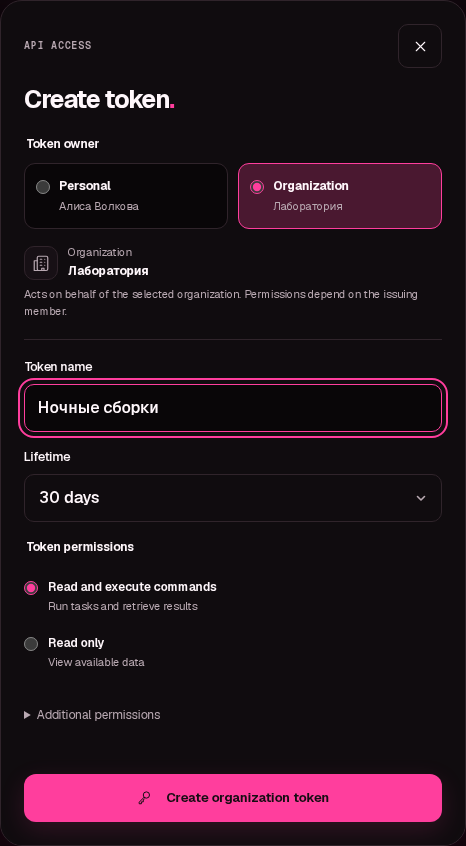 API ACCESS
Create token.
Token owner
Personal
Алиса Волкова
Organization
Лаборатория
Organization
Лаборатория
Acts on behalf of the selected organization. Permissions depend on the issuing
member.
Token name
Ночные сборки
Lifetime
30 days
Token permissions
Read and execute commands
Run tasks and retrieve results
Read only
View available data
Additional permissions
Create organization token